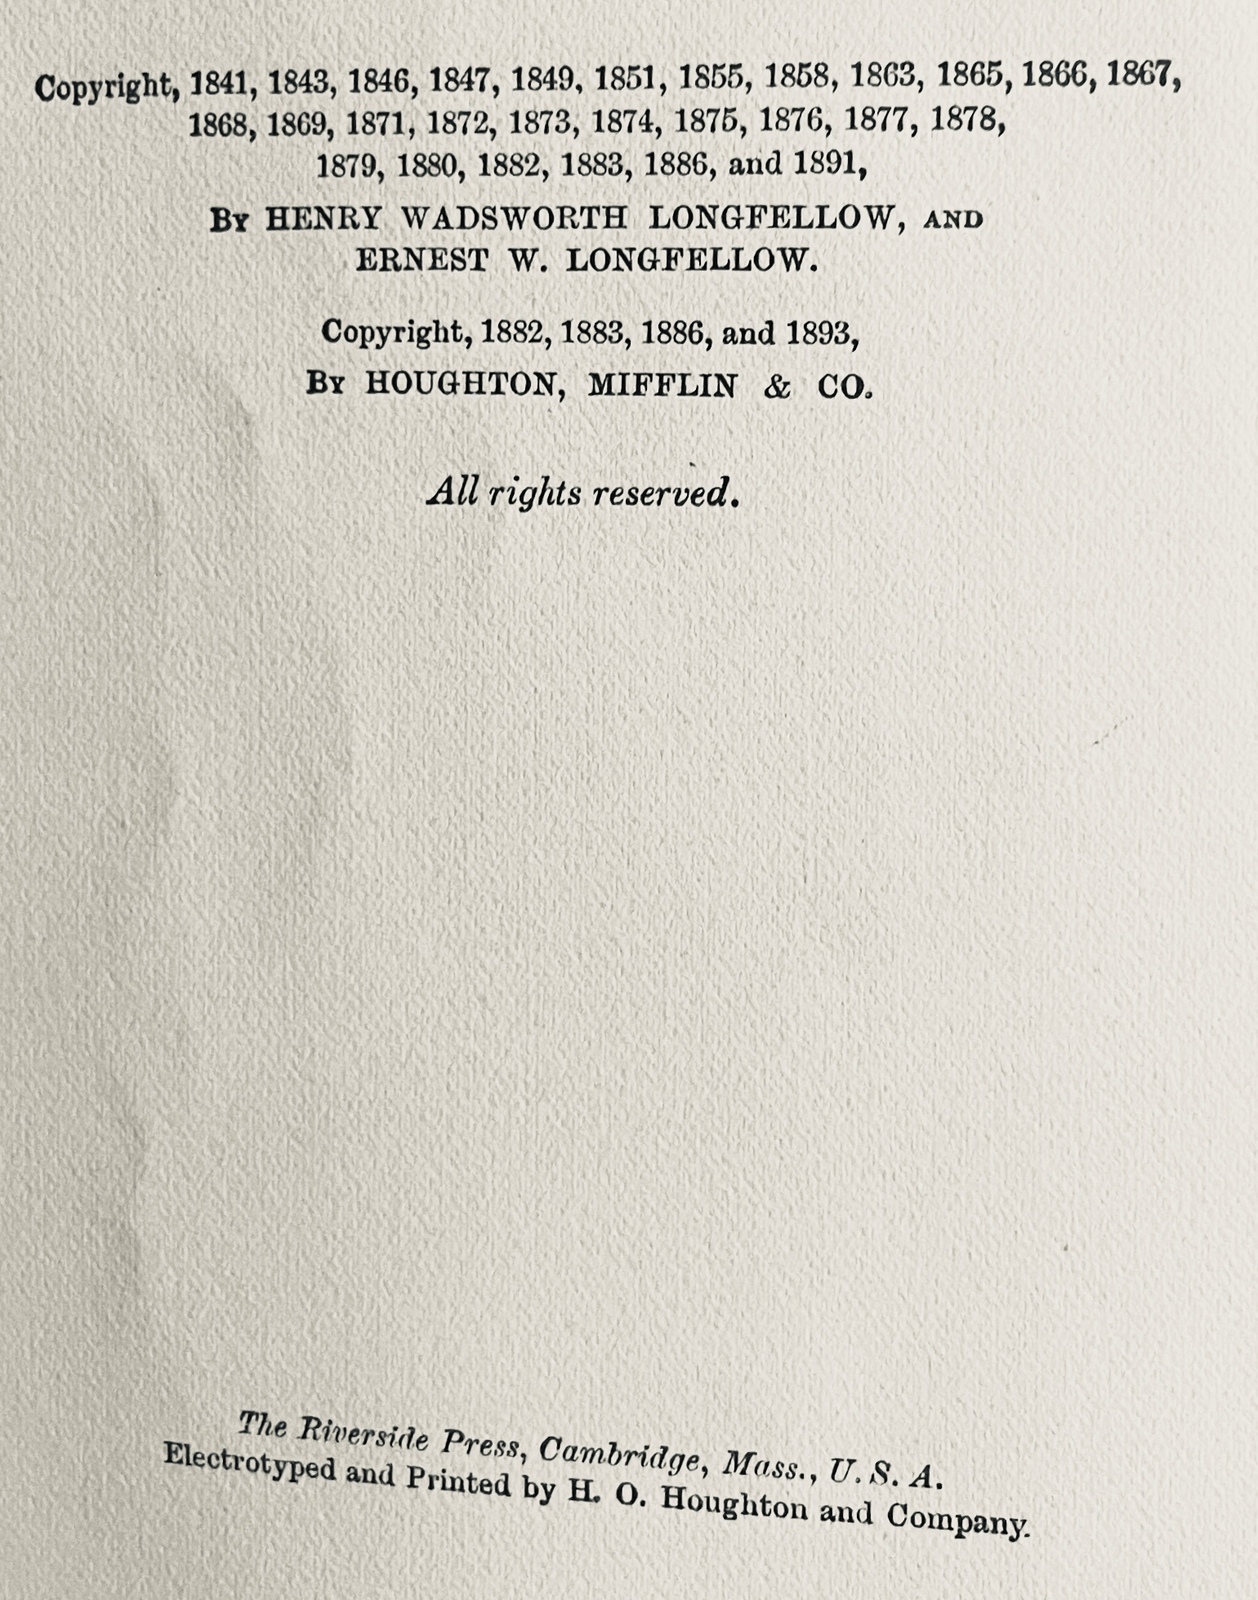 Copyright, 1841, 1843, 1846, 1847, 1849, 1851, 1855, 1858, 1863, 1865, 1866, 1867,
1868, 1869, 1871, 1872, 1873, 1874, 1875, 1876, 1877, 1878,
1879, 1880, 1882, 1883, 1886, and 1891,
By HENRY WADSWORTH LONGFELLOW, AND
ERNEST W. LONGFELLOW.
Copyright, 1882, 1883, 1886, and 1893,
By HOUGHTON, MIFFLIN & CO.
All rights reserved.
The Riverside Press, Cambridge, Mass., U. S. A.
Electrotyped and Printed by H. O. Houghton and Company.